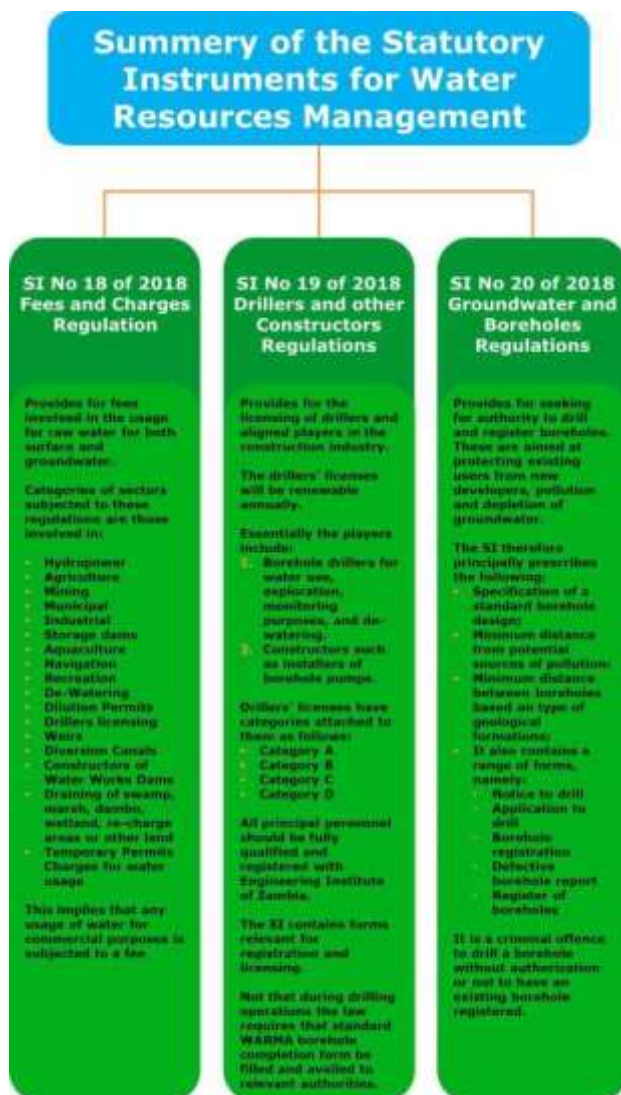 Summery of the Statutory
Instruments for Water
Resources Management
SI No 18 of 2018
Fees and Charges
Regulation
Provides for fees
involved in the usage
for raw water for both
surface and
groundwater.
Categories of sectors
subjected to these
regulations are those
involved in:
• Hydropower
• Agriculture
• Mining
• Municipal
• Industrial
• Storage dams
• Aquaculture
• Navigation
• Recreation
• De-Watering
• Dilution Permits
• Drillers licensing
• Weirs
• Diversion Canals
• Constructors of
Water Works Dams
• Draining of swamp,
marsh, dambo,
wetland, re-charge
areas or other land
• Temporary Permits
Charges for water
usage
This implies that any
usage of water for
commercial purposes is
subjected to a fee
SI No 19 of 2018
Drillers and other
Constructors
Regulations
Provides for the
licensing of drillers and
aligned players in the
construction industry.
The drillers' licenses
will be renewable
annually.
Essentially the players
include:
1. Borehole drillers for
water use,
exploration,
monitoring
purposes, and de-
watering.
2. Constructors such
as installers of
borehole pumps.
Drillers' licenses have
categories attached to
them as follows:
• Category A
• Category B
• Category C
• Category D
All principal personnel
should be fully
qualified and
registered with
Engineering Institute
of Zambia.
The SI contains forms
relevant for
registration and
licensing.
Not that during drilling
operations the law
requires that standard
WARMA borehole
completion form be
filled and availed to
relevant authorities.
SI No 20 of 2018
Groundwater and
Boreholes
Regulations
Provides for seeking
for authority to drill
and register boreholes.
These are aimed at
protecting existing
users from new
developers, pollution
and depletion of
groundwater.
The SI therefore
principally prescribes
the following:
• Specification of a
standard borehole
design;
• Minimum distance
from potential
sources of pollution;
• Minimum distance
between boreholes
based on type of
geological
formations;
• It also contains a
range of forms,
namely:
• Notice to drill
• Application to
drill
• Borehole
registration
• Defective
borehole report
• Register of
boreholes
It is a criminal offence
to drill a borehole
without authorization
or not to have an
existing borehole
registered.